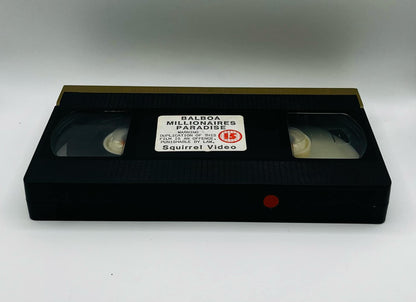 BALBOA
MILLIONAIRES
PARADISE
WARNING
DUPLICATION OF THIS
FILM IS AN OFFENCE,
PUNISHABLE BY LAW.
15
Squirrel Video